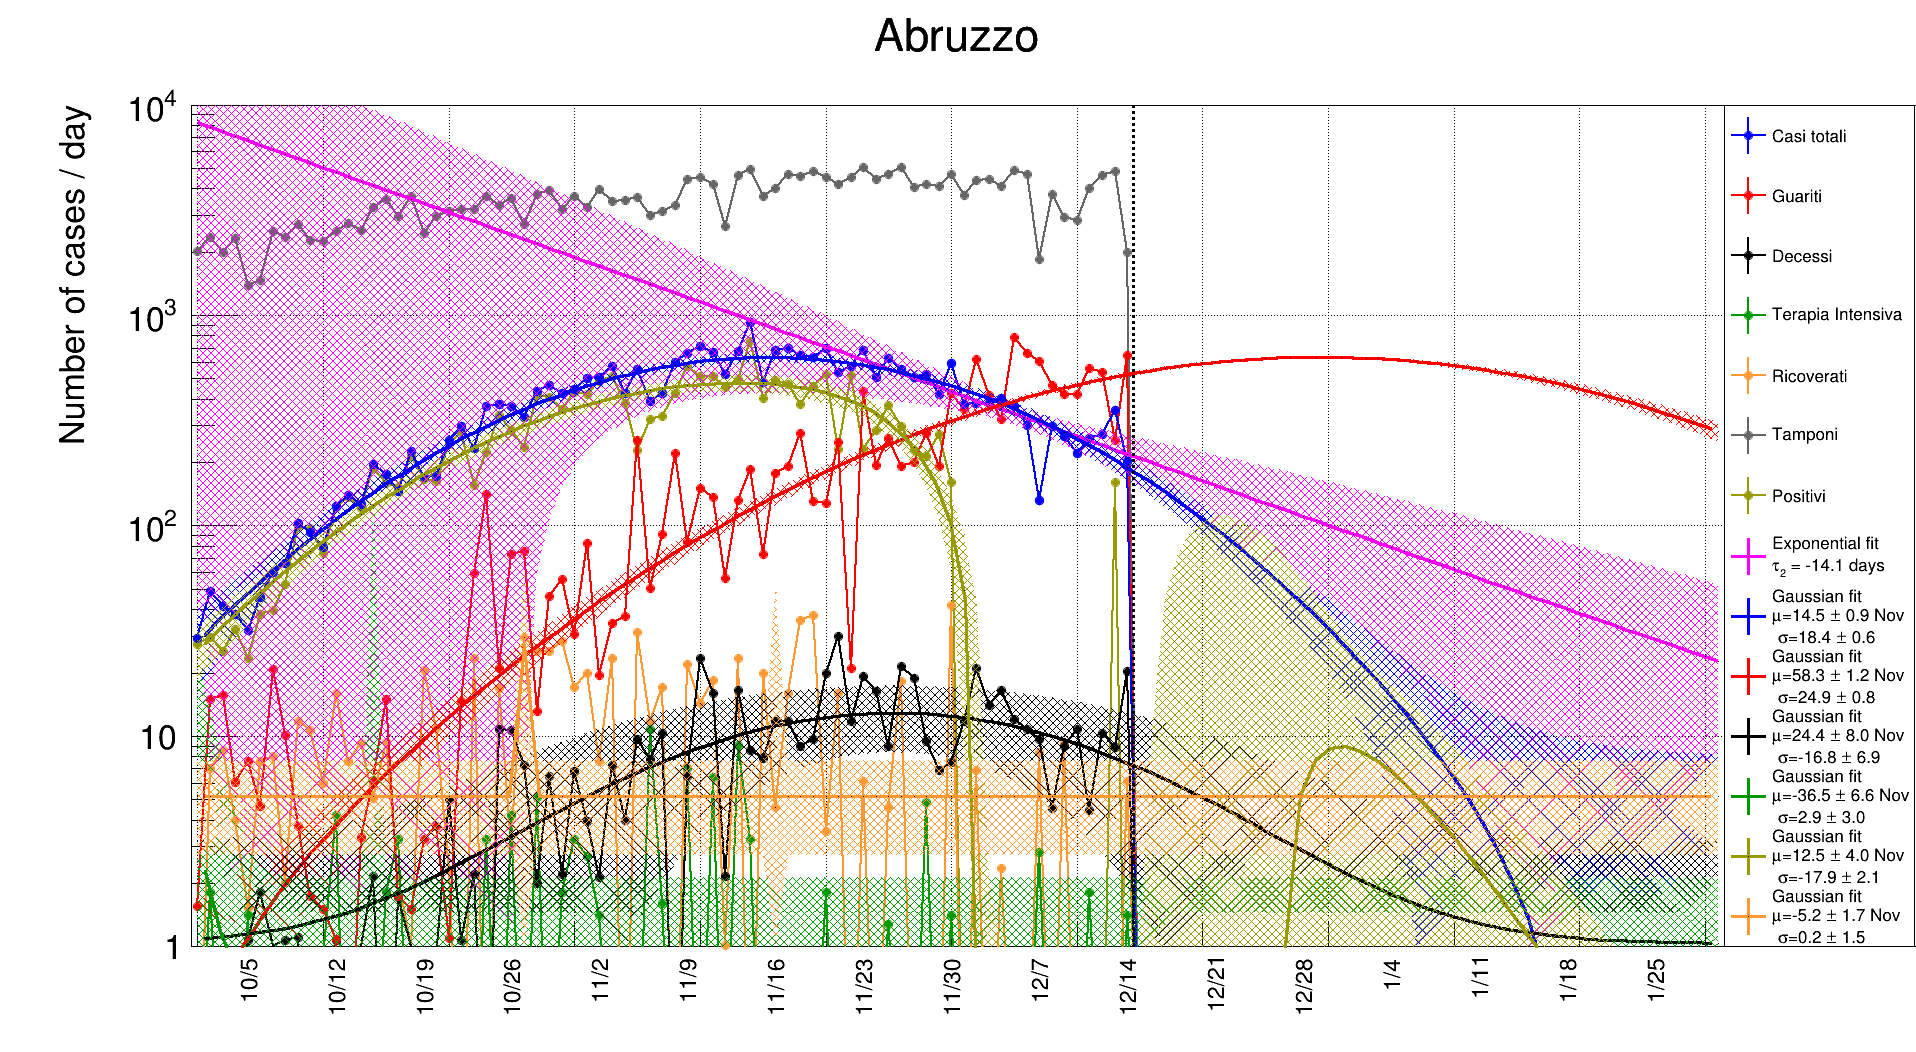 Abruzzo
Number of cases / day
10⁴
10³
10²
10
1
10/5
10/12
10/19
10/26
11/2
11/9
11/16
11/23
11/30
12/7
12/14
12/21
12/28
1/4
1/11
1/18
1/25
Casi totali
Guariti
Decessi
Terapia Intensiva
Ricoverati
Tamponi
Positivi
Exponential fit
τ₂ = -14.1 days
Gaussian fit
μ=14.5 ± 0.9 Nov
σ=18.4 ± 0.6
Gaussian fit
μ=58.3 ± 1.2 Nov
σ=24.9 ± 0.8
Gaussian fit
μ=24.4 ± 8.0 Nov
σ=-16.8 ± 6.9
Gaussian fit
μ=-36.5 ± 6.6 Nov
σ=2.9 ± 3.0
Gaussian fit
μ=12.5 ± 4.0 Nov
σ=-17.9 ± 2.1
Gaussian fit
μ=-5.2 ± 1.7 Nov
σ=0.2 ± 1.5